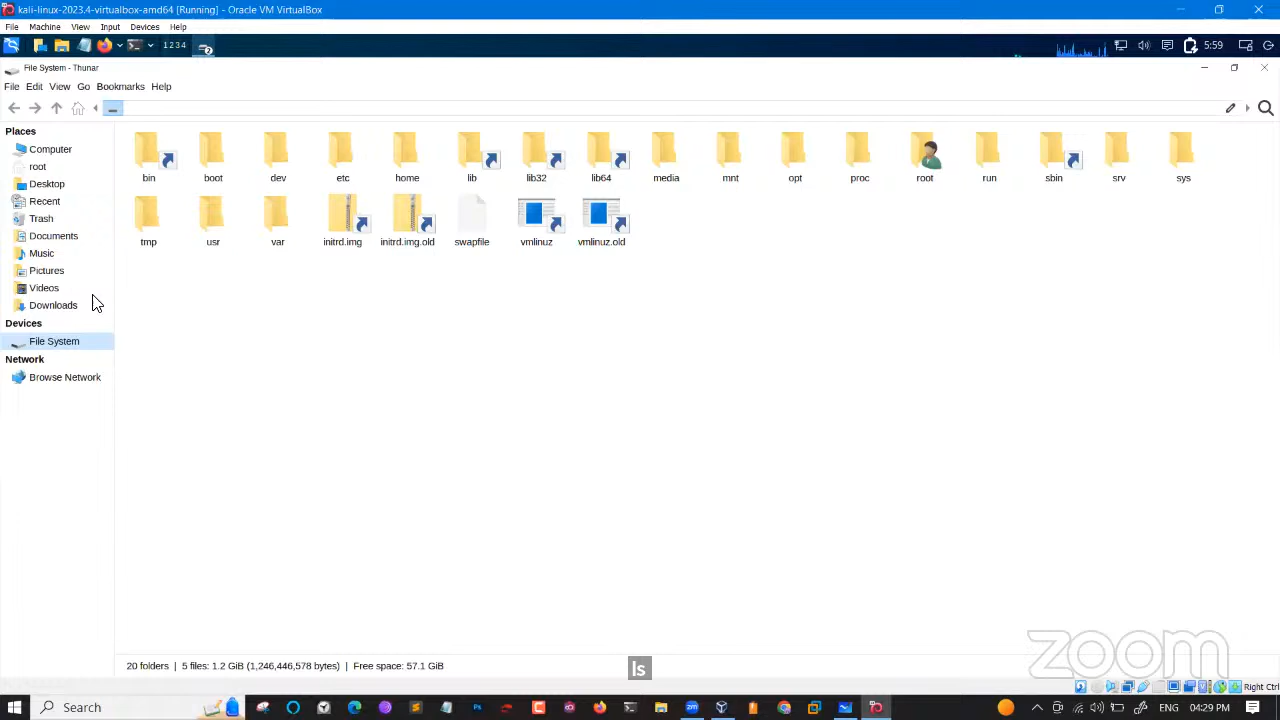 kali-linux-2023.4-virtualbox-amd64 [Running] - Oracle VM VirtualBox
File Machine View Input Devices Help
1 2 3 4
2
5:59
File System - Thunar
File Edit View Go Bookmarks Help
Places
Computer
root
Desktop
Recent
Trash
Documents
Music
Pictures
Videos
Downloads
Devices
File System
Network
Browse Network
bin boot dev etc home lib lib32 lib64 media mnt opt proc root run sbin srv sys
tmp usr var initrd.img initrd.img.old swapfile vmlinuz vmlinuz.old
20 folders | 5 files: 1.2 GiB (1,246,446,578 bytes) | Free space: 57.1 GiB
ls
zoom
Right Ctrl
Search
ENG 04:29 PM